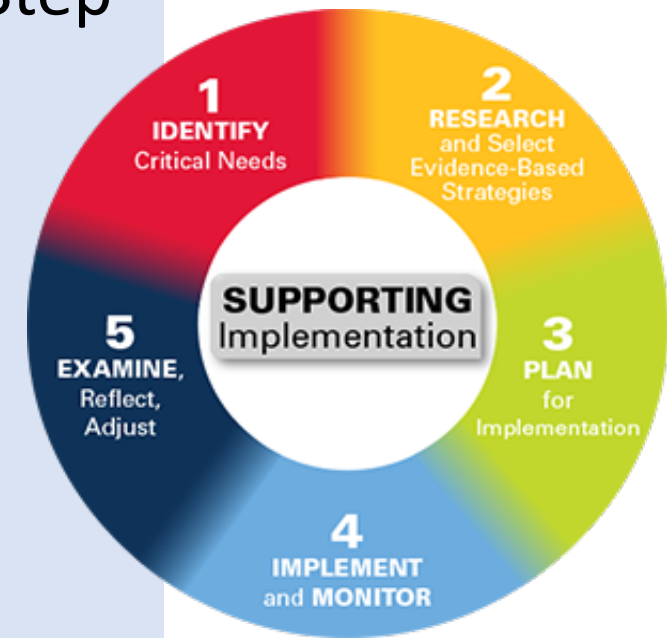 Step
1
IDENTIFY
Critical Needs
2
RESEARCH
and Select
Evidence-Based
Strategies
SUPPORTING
Implementation
3
PLAN
for
Implementation
4
IMPLEMENT
and MONITOR
5
EXAMINE,
Reflect,
Adjust